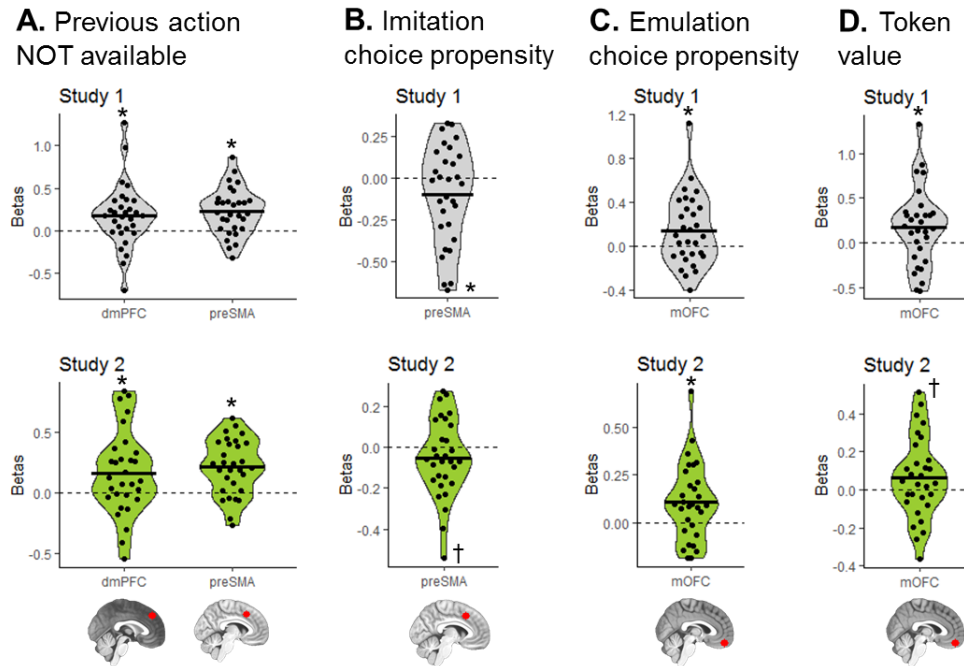 A. Previous action
NOT available
B. Imitation
choice propensity
C. Emulation
choice propensity
D. Token
value
Study 1
*
*
1.0
0.5
0.0
-0.5
Betas
dmPFC
preSMA
Study 1
0.25
0.00
-0.25
-0.50
Betas
*
preSMA
Study 1
*
1.2
0.8
0.4
0.0
-0.4
Betas
mOFC
Study 1
*
1.0
0.5
0.0
-0.5
Betas
mOFC
Study 2
*
*
0.5
0.0
-0.5
Betas
dmPFC
preSMA
Study 2
0.2
0.0
-0.2
-0.4
Betas
†
preSMA
Study 2
*
0.50
0.25
0.00
Betas
mOFC
Study 2
†
0.4
0.2
0.0
-0.2
-0.4
Betas
mOFC